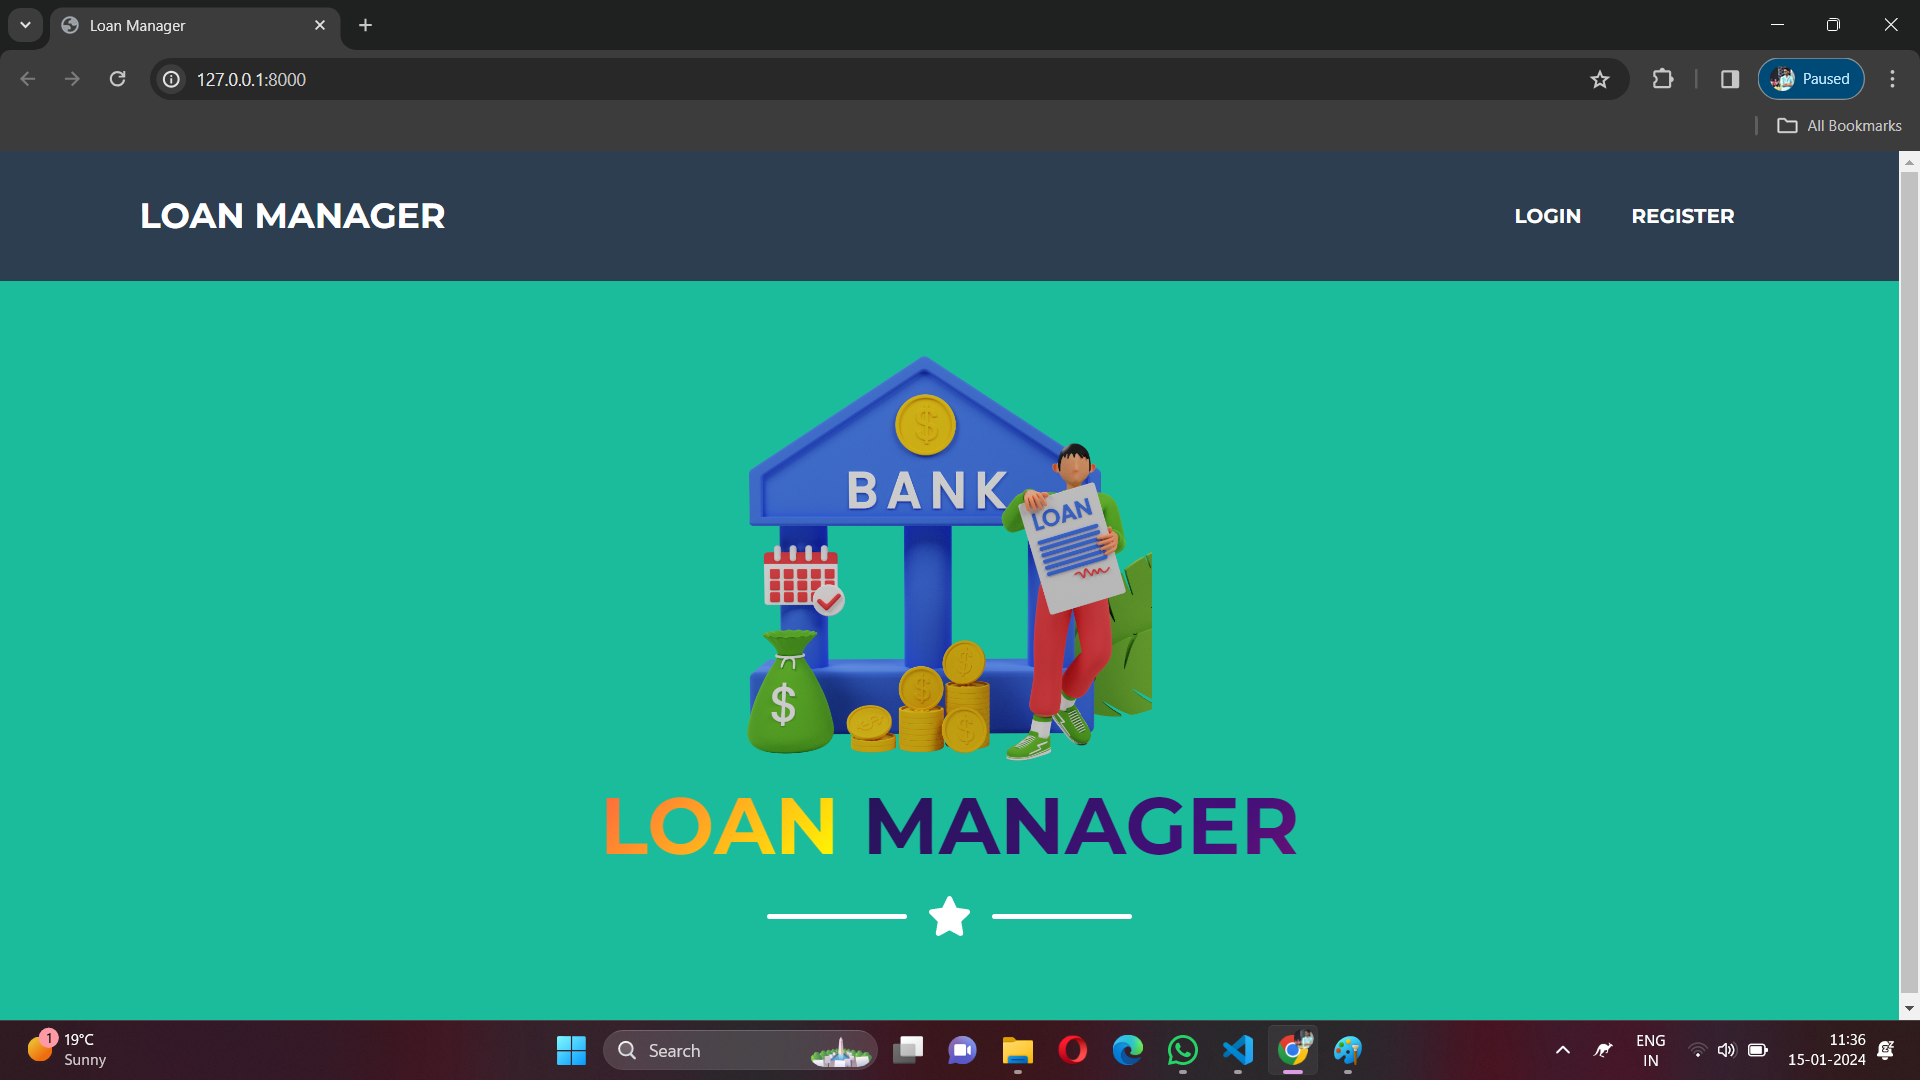 Loan Manager
127.0.0.1:8000
Paused
All Bookmarks
LOAN MANAGER
LOGIN
REGISTER
$
BANK
LOAN
$
$
$
$
LOAN MANAGER
1
19°C
Sunny
Search
ENG
IN
11:36
15-01-2024